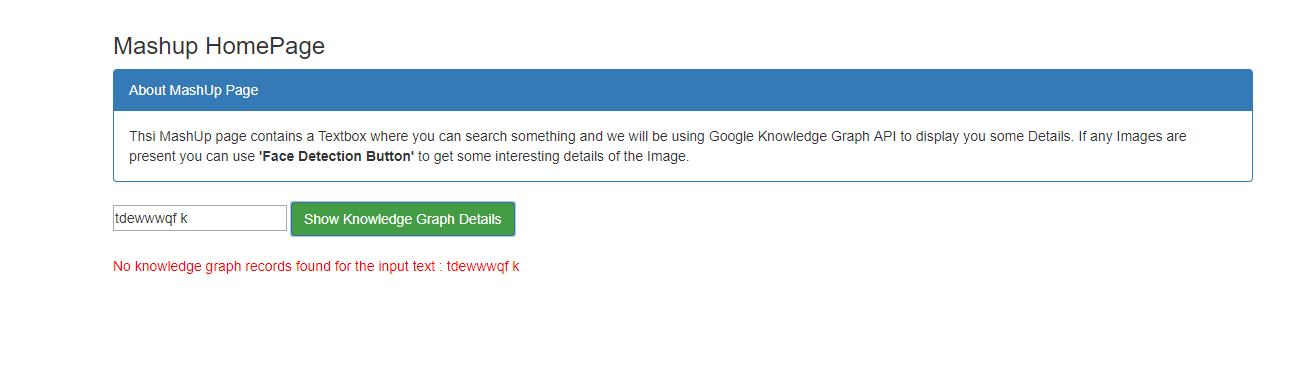 Mashup HomePage
About MashUp Page
Thsi MashUp page contains a Textbox where you can search something and we will be using Google Knowledge Graph API to display you some Details. If any Images are
present you can use 'Face Detection Button' to get some interesting details of the Image.
tdewwwqf k Show Knowledge Graph Details
No knowledge graph records found for the input text : tdewwwqf k